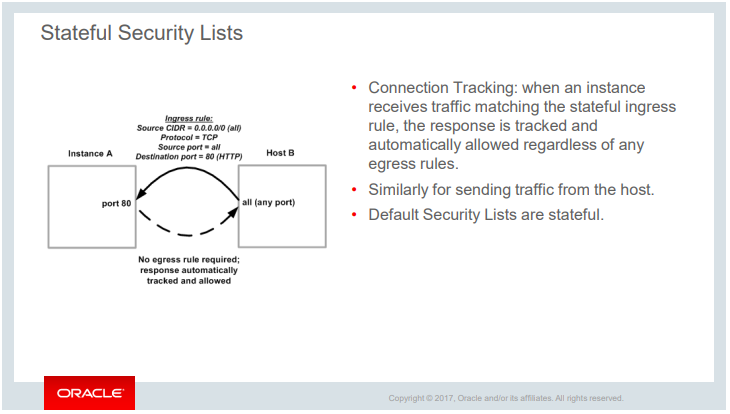 Stateful Security Lists
Ingress rule:
Source CIDR = 0.0.0.0/0 (all)
Protocol = TCP
Source port = all
Destination port = 80 (HTTP)
Instance A
Host B
port 80
all (any port)
No egress rule required;
response automatically
tracked and allowed
• Connection Tracking: when an instance
receives traffic matching the stateful ingress
rule, the response is tracked and
automatically allowed regardless of any
egress rules.
• Similarly for sending traffic from the host.
• Default Security Lists are stateful.
ORACLE
Copyright © 2017, Oracle and/or its affiliates. All rights reserved.